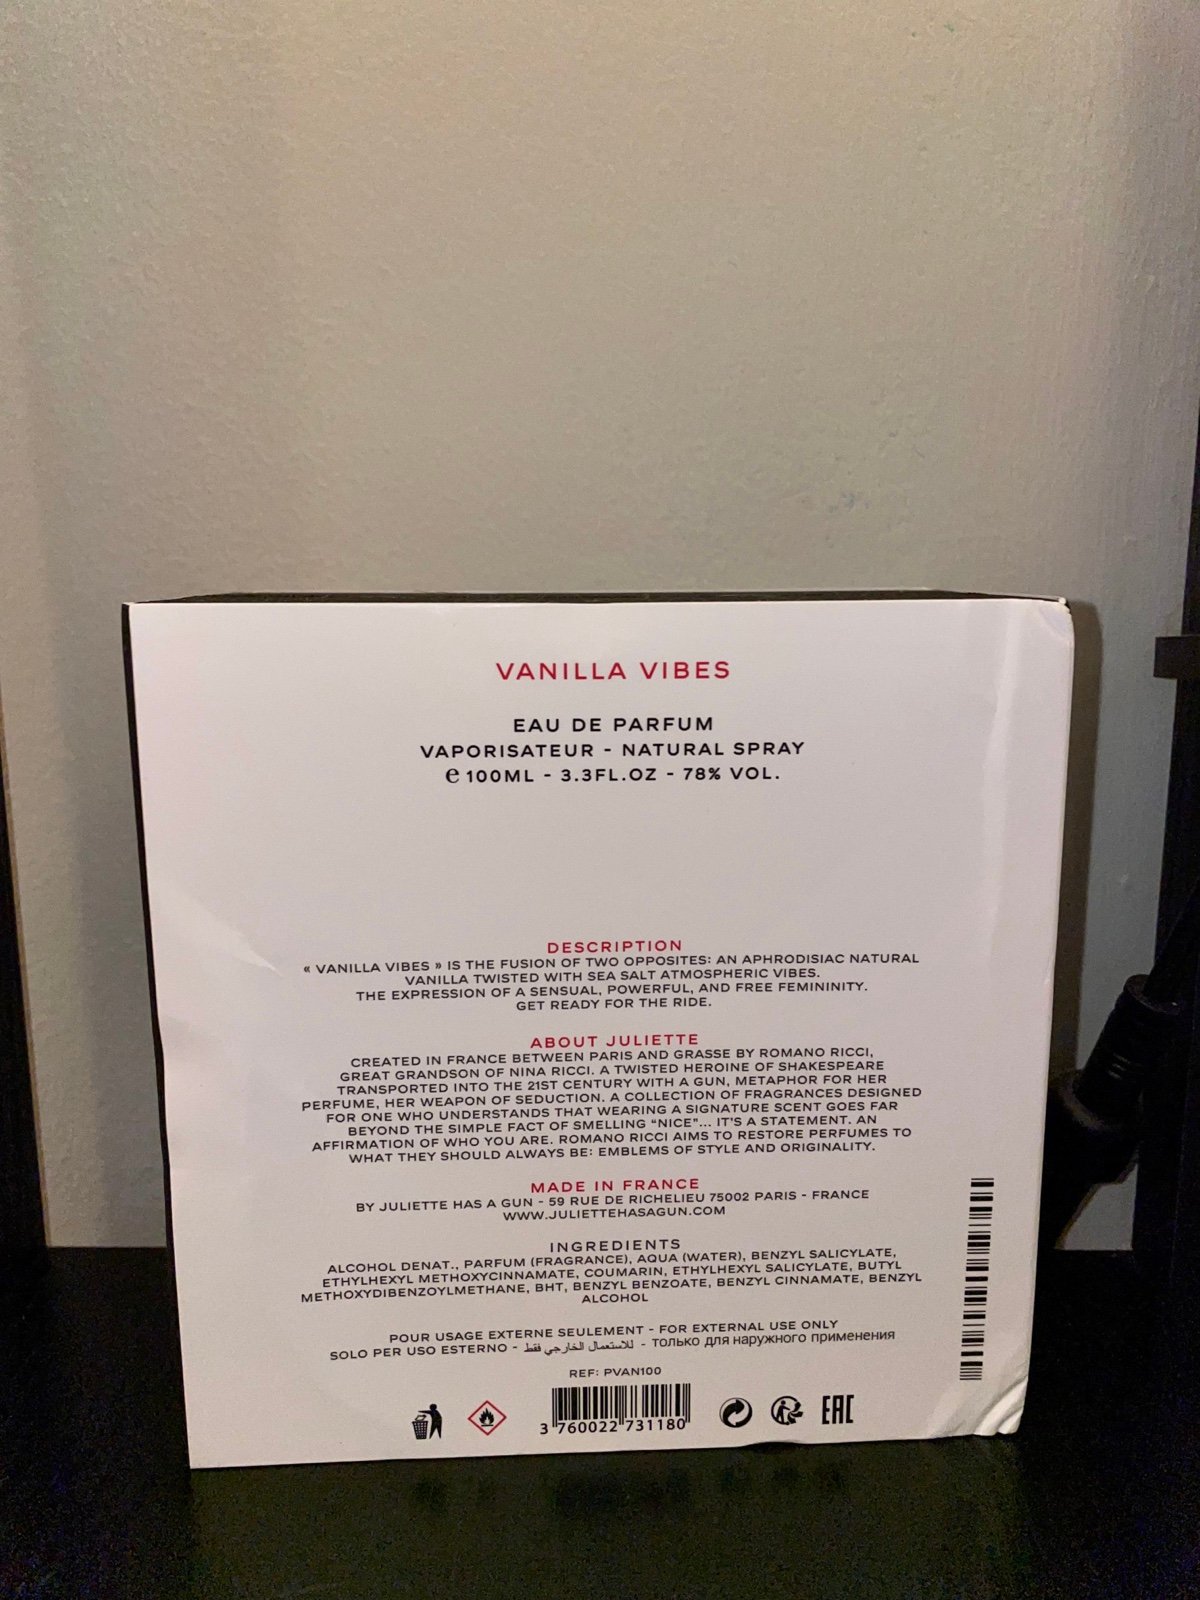 VANILLA VIBES
EAU DE PARFUM
VAPORISATEUR - NATURAL SPRAY
℮ 100ML - 3.3FL.OZ - 78% VOL.
DESCRIPTION
« VANILLA VIBES » IS THE FUSION OF TWO OPPOSITES: AN APHRODISIAC NATURAL
VANILLA TWISTED WITH SEA SALT ATMOSPHERIC VIBES.
THE EXPRESSION OF A SENSUAL, POWERFUL, AND FREE FEMININITY.
GET READY FOR THE RIDE.
ABOUT JULIETTE
CREATED IN FRANCE BETWEEN PARIS AND GRASSE BY ROMANO RICCI,
GREAT GRANDSON OF NINA RICCI. A TWISTED HEROINE OF SHAKESPEARE
TRANSPORTED INTO THE 21ST CENTURY WITH A GUN, METAPHOR FOR HER
PERFUME, HER WEAPON OF SEDUCTION. A COLLECTION OF FRAGRANCES DESIGNED
FOR ONE WHO UNDERSTANDS THAT WEARING A SIGNATURE SCENT GOES FAR
BEYOND THE SIMPLE FACT OF SMELLING "NICE"... IT'S A STATEMENT. AN
AFFIRMATION OF WHO YOU ARE. ROMANO RICCI AIMS TO RESTORE PERFUMES TO
WHAT THEY SHOULD ALWAYS BE: EMBLEMS OF STYLE AND ORIGINALITY.
MADE IN FRANCE
BY JULIETTE HAS A GUN - 59 RUE DE RICHELIEU 75002 PARIS - FRANCE
WWW.JULIETTEHASAGUN.COM
INGREDIENTS
ALCOHOL DENAT., PARFUM (FRAGRANCE), AQUA (WATER), BENZYL SALICYLATE,
ETHYLHEXYL METHOXYCINNAMATE, COUMARIN, ETHYLHEXYL SALICYLATE, BUTYL
METHOXYDIBENZOYLMETHANE, BHT, BENZYL BENZOATE, BENZYL CINNAMATE, BENZYL
ALCOHOL
POUR USAGE EXTERNE SEULEMENT - FOR EXTERNAL USE ONLY
SOLO PER USO ESTERNO - للاستعمال الخارجي فقط - только для наружного применения
REF: PVAN100
3 760022 731180
EAC